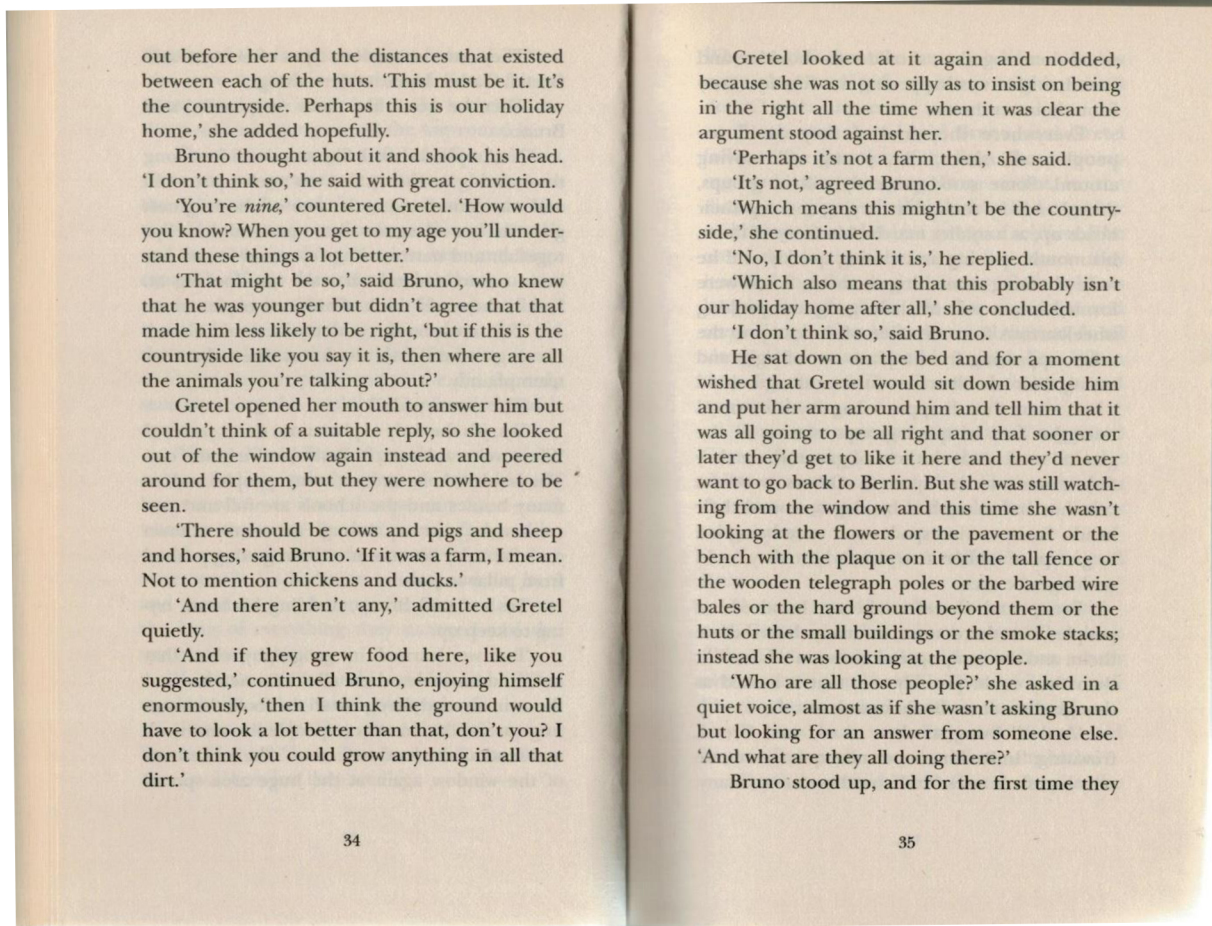 out before her and the distances that existed
between each of the huts. ‘This must be it. It’s
the countryside. Perhaps this is our holiday
home,’ she added hopefully.
Bruno thought about it and shook his head.
‘I don’t think so,’ he said with great conviction.
‘You’re nine,’ countered Gretel. ‘How would
you know? When you get to my age you’ll under-
stand these things a lot better.’
‘That might be so,’ said Bruno, who knew
that he was younger but didn’t agree that that
made him less likely to be right, ‘but if this is the
countryside like you say it is, then where are all
the animals you’re talking about?’
Gretel opened her mouth to answer him but
couldn’t think of a suitable reply, so she looked
out of the window again instead and peered
around for them, but they were nowhere to be
seen.
‘There should be cows and pigs and sheep
and horses,’ said Bruno. ‘If it was a farm, I mean.
Not to mention chickens and ducks.’
‘And there aren’t any,’ admitted Gretel
quietly.
‘And if they grew food here, like you
suggested,’ continued Bruno, enjoying himself
enormously, ‘then I think the ground would
have to look a lot better than that, don’t you? I
don’t think you could grow anything in all that
dirt.’
34
Gretel looked at it again and nodded,
because she was not so silly as to insist on being
in the right all the time when it was clear the
argument stood against her.
‘Perhaps it’s not a farm then,’ she said.
‘It’s not,’ agreed Bruno.
‘Which means this mightn’t be the country-
side,’ she continued.
‘No, I don’t think it is,’ he replied.
‘Which also means that this probably isn’t
our holiday home after all,’ she concluded.
‘I don’t think so,’ said Bruno.
He sat down on the bed and for a moment
wished that Gretel would sit down beside him
and put her arm around him and tell him that it
was all going to be all right and that sooner or
later they’d get to like it here and they’d never
want to go back to Berlin. But she was still watch-
ing from the window and this time she wasn’t
looking at the flowers or the pavement or the
bench with the plaque on it or the tall fence or
the wooden telegraph poles or the barbed wire
bales or the hard ground beyond them or the
huts or the small buildings or the smoke stacks;
instead she was looking at the people.
‘Who are all those people?’ she asked in a
quiet voice, almost as if she wasn’t asking Bruno
but looking for an answer from someone else.
‘And what are they all doing there?’
Bruno stood up, and for the first time they
35